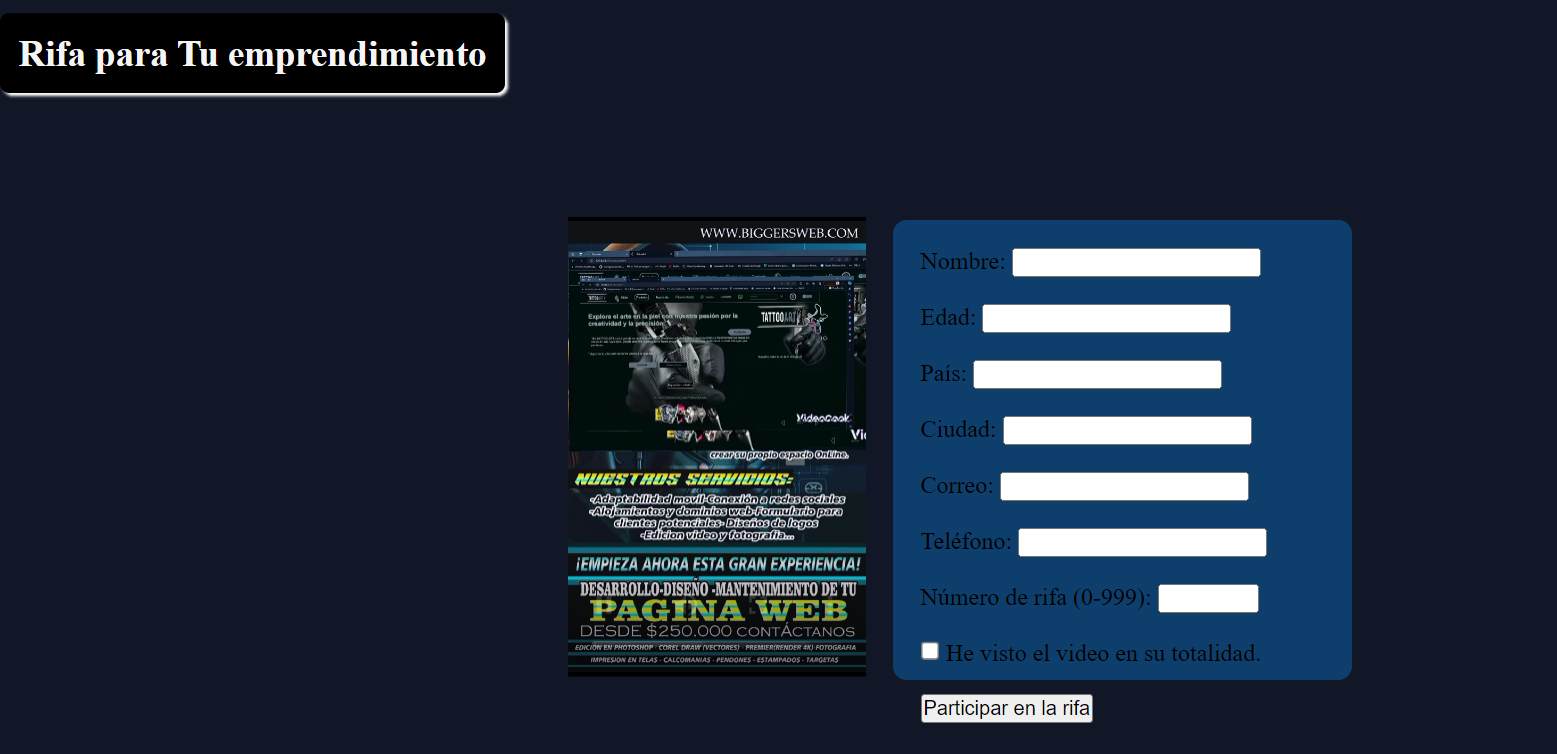 Rifa para Tu emprendimiento
WWW.BIGGERSWEB.COM
Explora el arte en la piel con nuestra pasión por la
creatividad y la precisión.
TATTOOART
VideoCook
crear su propio espacio OnLine.
NUESTROS SERVICIOS:
-Adaptabilidad movil-Conexión a redes sociales
-Alojamientos y dominios web-Formulario para
clientes potenciales- Diseños de logos
-Edicion video y fotografia...
¡EMPIEZA AHORA ESTA GRAN EXPERIENCIA!
DESARROLLO-DISEÑO -MANTENIMIENTO DE TU
PAGINA WEB
DESDE $250.000 CONTÁCTANOS
EDICIÓN EN PHOTOSHOP - COREL DRAW (VECTORES) - PREMIER(RENDER 4K) FOTOGRAFIA
IMPRESION EN TELAS - CALCOMANIAS - PENDONES - ESTAMPADOS - TARGETAS
Nombre:
Edad:
País:
Ciudad:
Correo:
Teléfono:
Número de rifa (0-999):
He visto el video en su totalidad.
Participar en la rifa